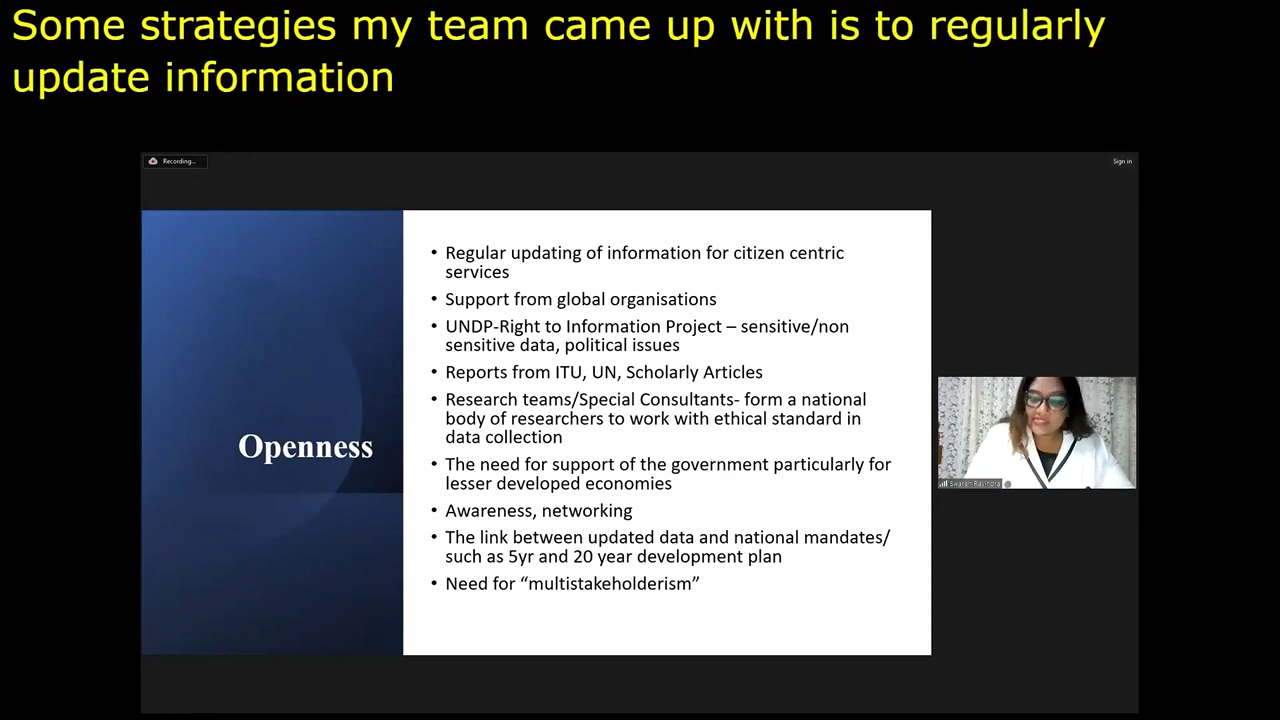 Some strategies my team came up with is to regularly
update information
Recording...
Sign in
Openness
• Regular updating of information for citizen centric
services
• Support from global organisations
• UNDP-Right to Information Project – sensitive/non
sensitive data, political issues
• Reports from ITU, UN, Scholarly Articles
• Research teams/Special Consultants- form a national
body of researchers to work with ethical standard in
data collection
• The need for support of the government particularly for
lesser developed economies
• Awareness, networking
• The link between updated data and national mandates/
such as 5yr and 20 year development plan
• Need for “multistakeholderism”
Swaran Ravindra